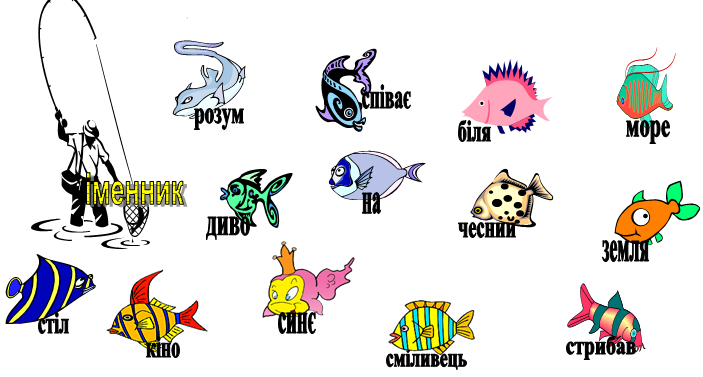 розум
співає
біля
море
іменник
диво
на
чесний
земля
стіл
кіно
синє
сміливець
стрибав